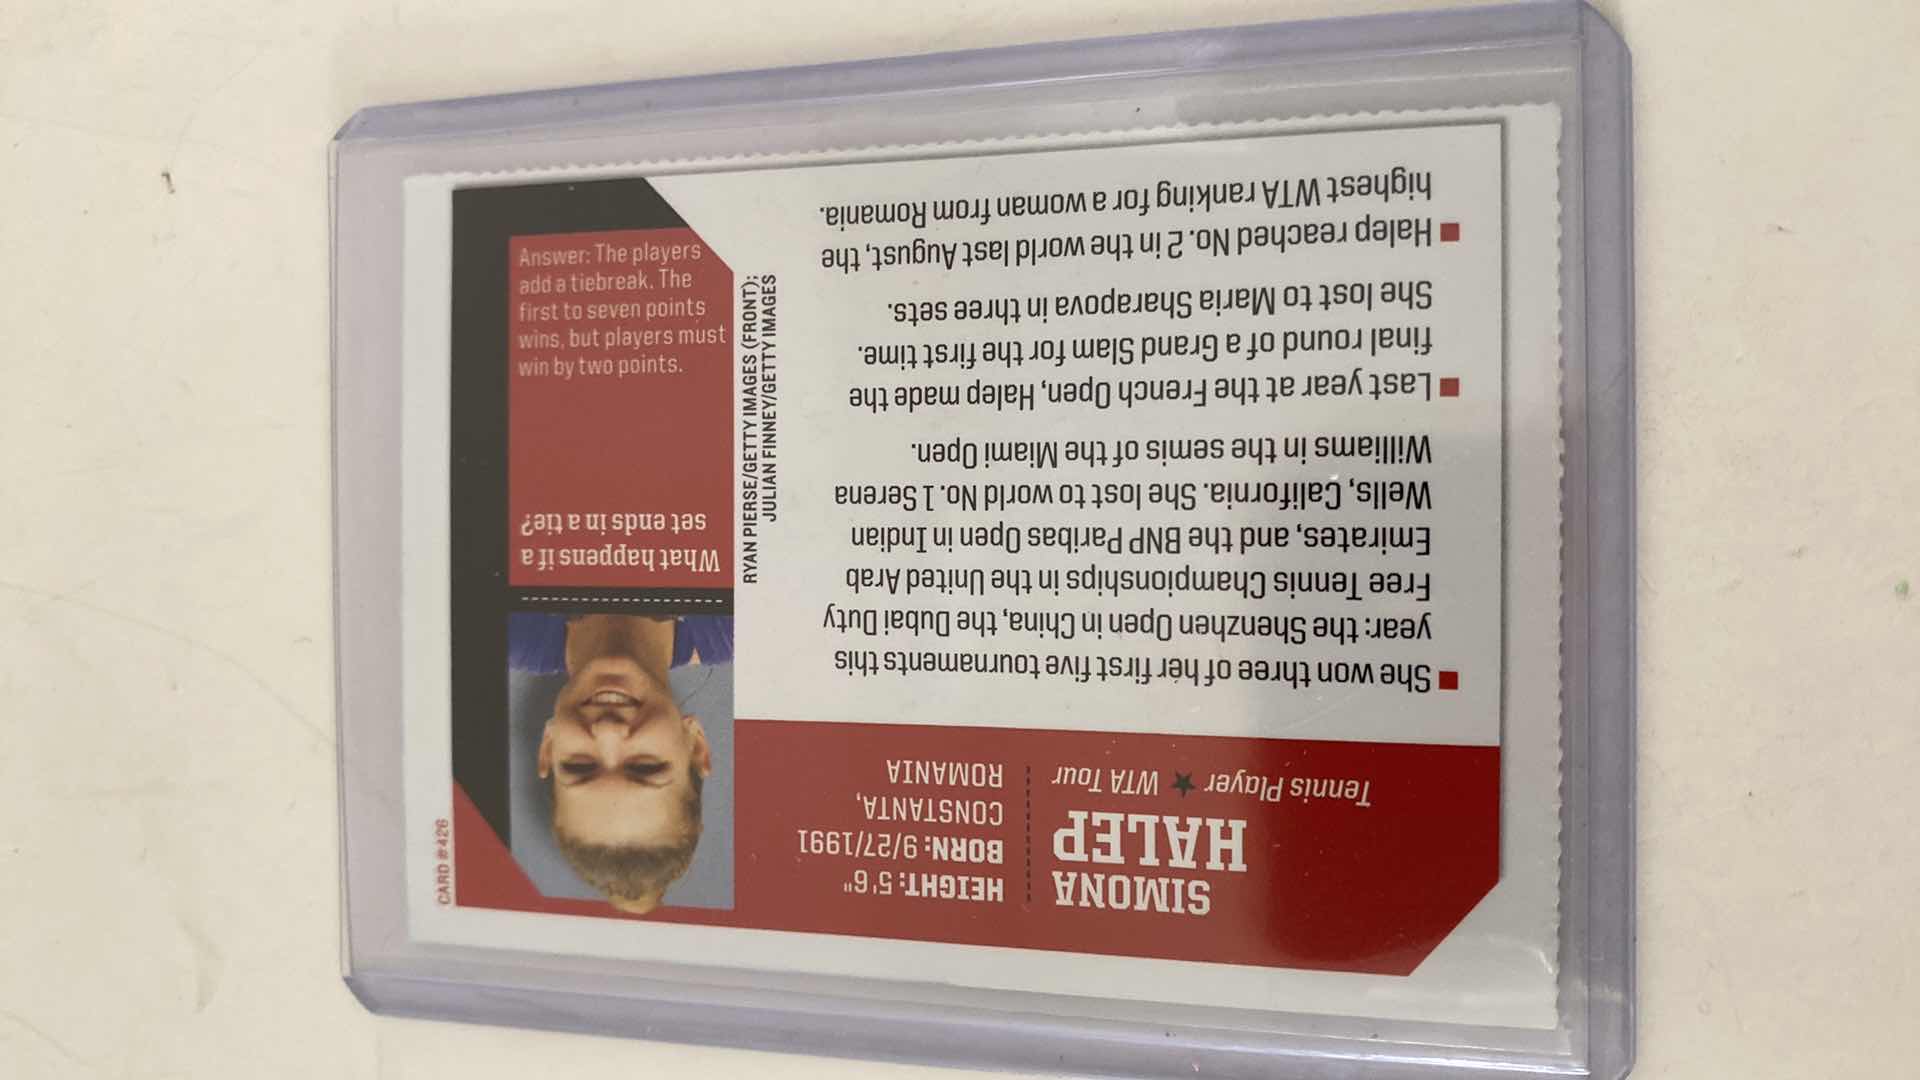 SIMONA
HALEP
Tennis Player ★ WTA Tour
HEIGHT: 5'6"
BORN: 9/27/1991
CONSTANTA,
ROMANIA
■ She won three of her first five tournaments this
year: the Shenzhen Open in China, the Dubai Duty
Free Tennis Championships in the United Arab
Emirates, and the BNP Paribas Open in Indian
Wells, California. She lost to world No. 1 Serena
Williams in the semis of the Miami Open.
■ Last year at the French Open, Halep made the
final round of a Grand Slam for the first time.
She lost to Maria Sharapova in three sets.
■ Halep reached No. 2 in the world last August, the
highest WTA ranking for a woman from Romania.
What happens if a
set ends in a tie?
Answer: The players
add a tiebreak. The
first to seven points
wins, but players must
win by two points.
RYAN PIERSE/GETTY IMAGES (FRONT);
JULIAN FINNEY/GETTY IMAGES
CARD #426